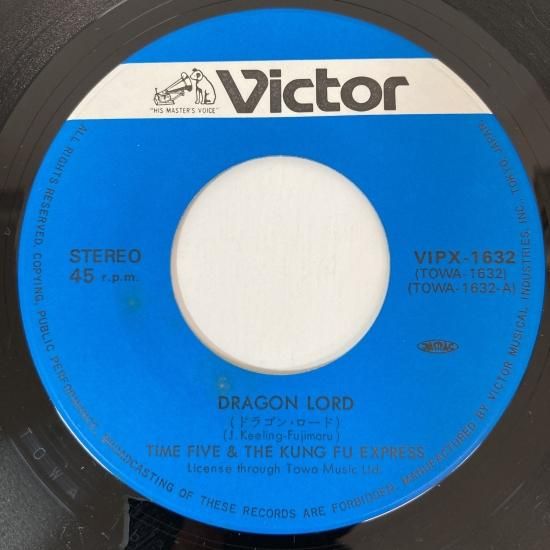 Victor
"HIS MASTER'S VOICE"
STEREO
45 r.p.m.
VIPX-1632
(TOWA-1632)
(TOWA-1632-A)
JASRAC
DRAGON LORD
(ドラゴン・ロード)
(J. Keeling-Fujimaru)
TIME FIVE & THE KUNG FU EXPRESS
License through Towa Music Ltd.
ALL RIGHTS RESERVED. COPYING, PUBLIC PERFORMANCE, BROADCASTING OF THESE RECORDS ARE FORBIDDEN. MANUFACTURED BY VICTOR MUSICAL INDUSTRIES, INC., TOKYO, JAPAN
TOWA